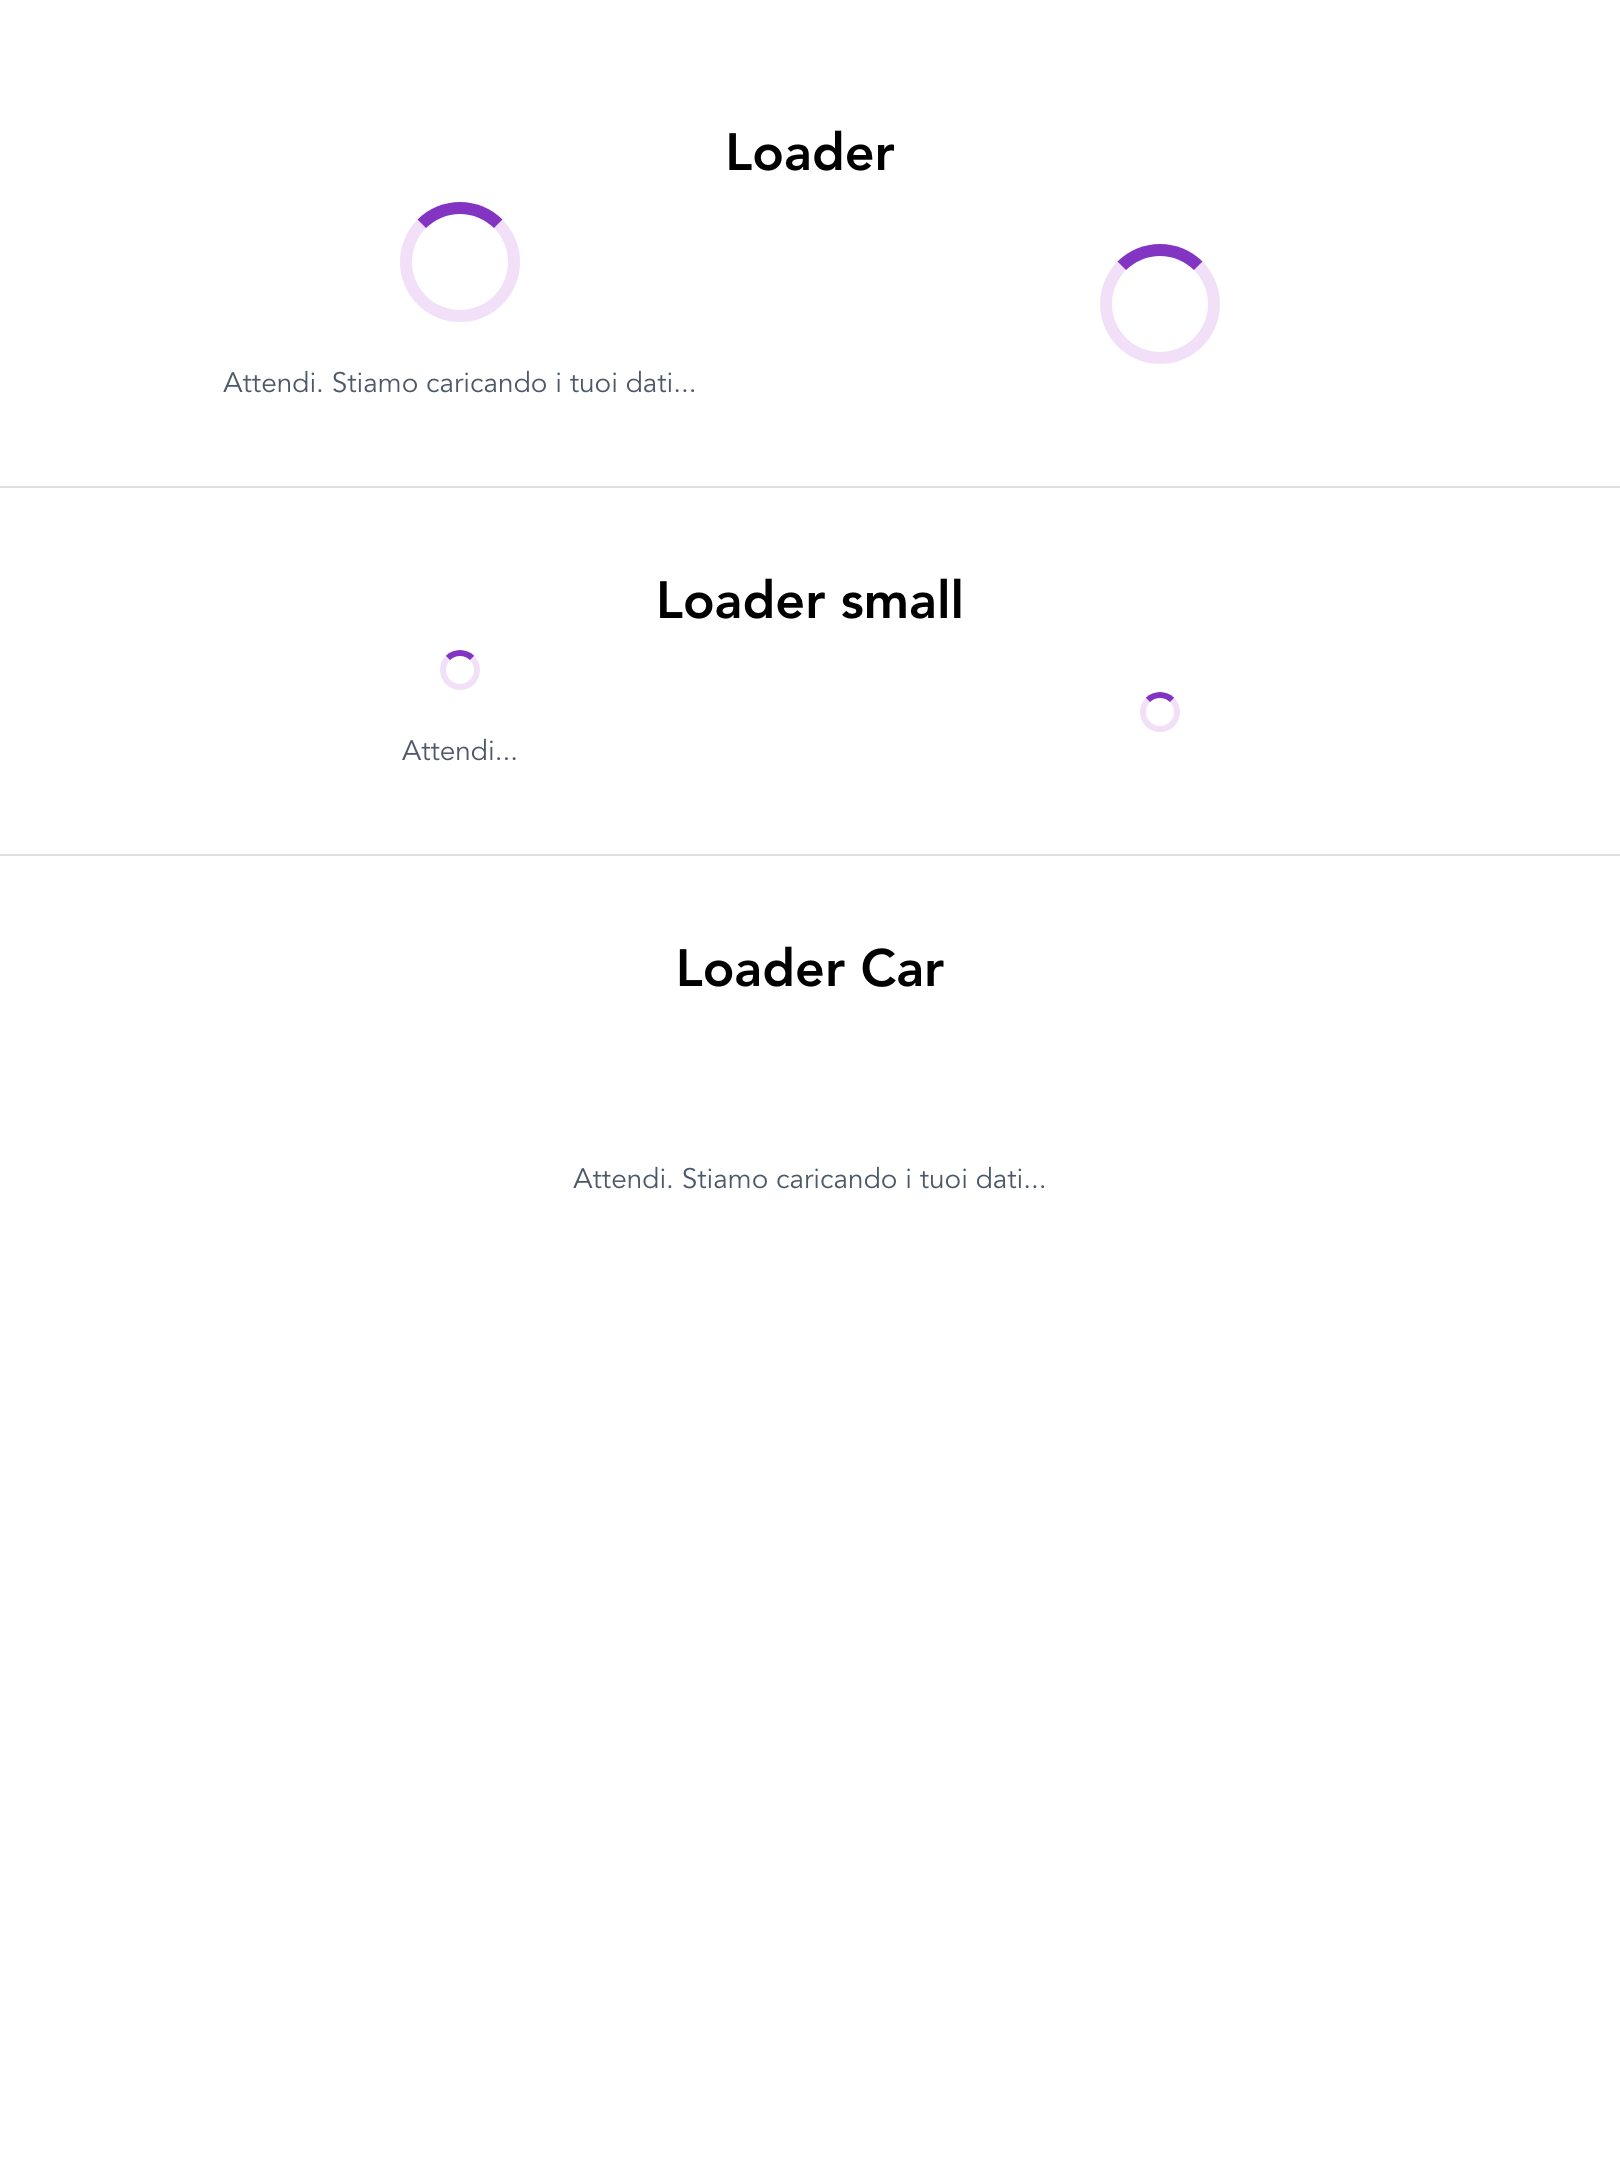 Loader
Attendi. Stiamo caricando i tuoi dati...
Loader small
Attendi...
Loader Car
Attendi. Stiamo caricando i tuoi dati...